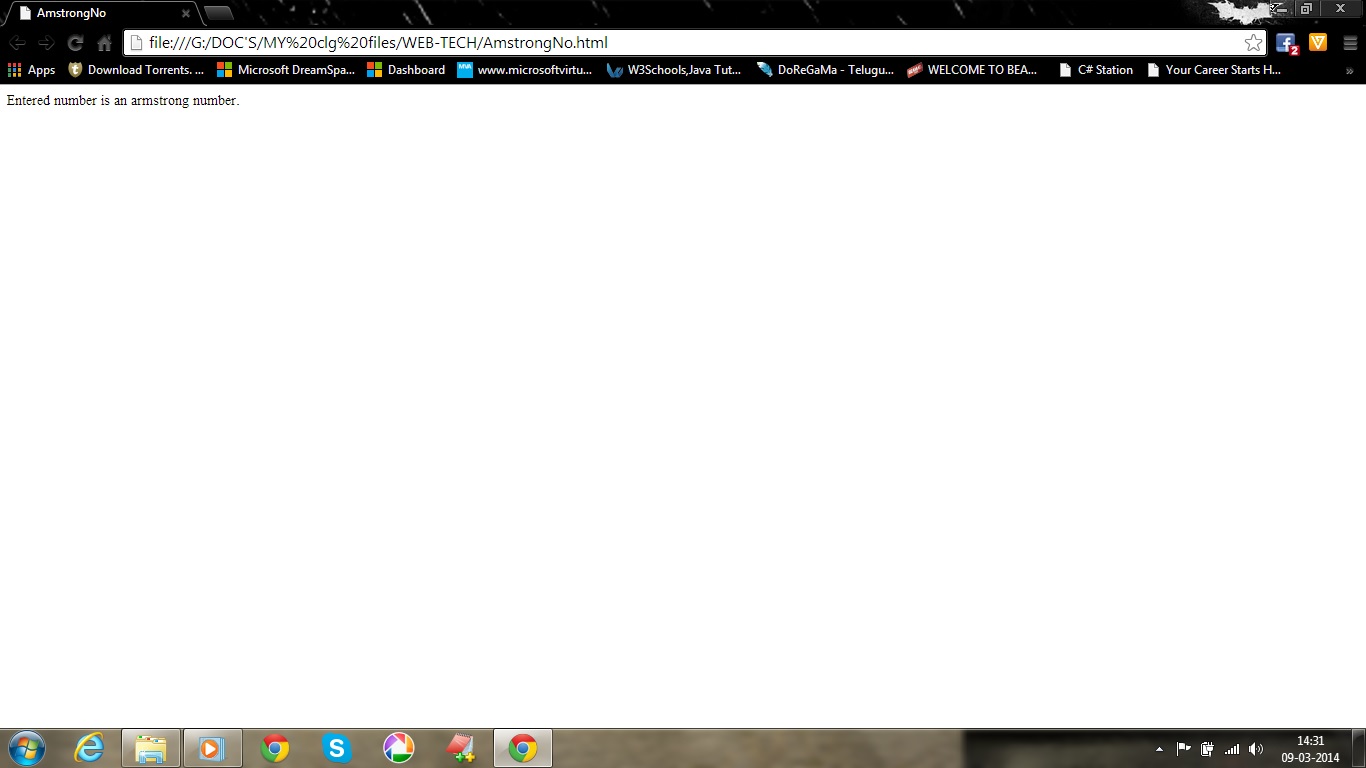 AmstrongNo
file:///G:/DOC'S/MY%20clg%20files/WEB-TECH/AmstrongNo.html
2
Apps Download Torrents. ... Microsoft DreamSpa... Dashboard MVA www.microsoftvirtu... W3Schools,Java Tut... DoReGaMa - Telugu... WELCOME TO BEA... C# Station Your Career Starts H... »
Entered number is an armstrong number.
14:31
09-03-2014